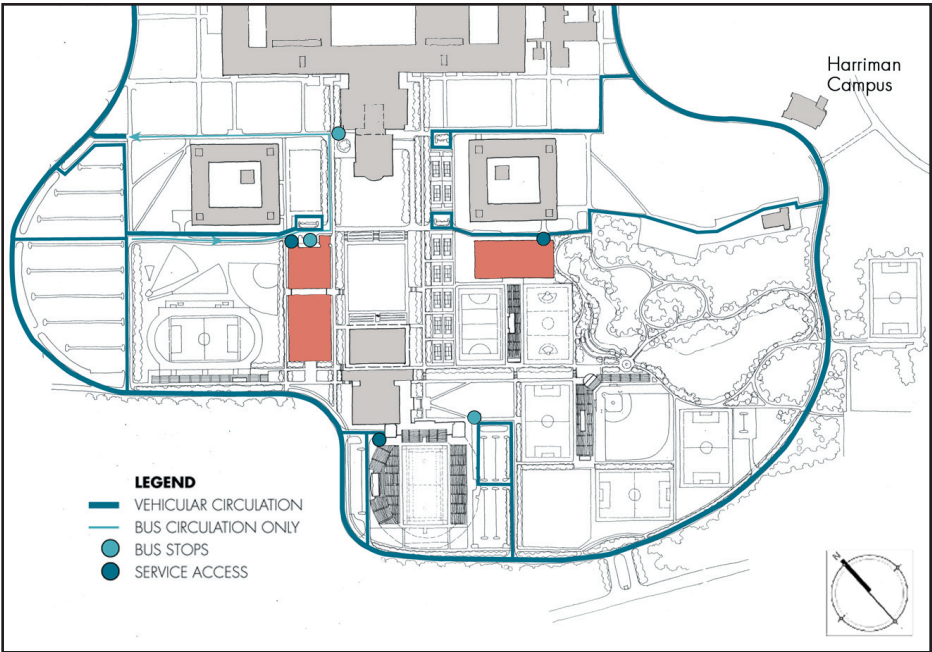 Harriman
Campus
LEGEND
VEHICULAR CIRCULATION
BUS CIRCULATION ONLY
BUS STOPS
SERVICE ACCESS
N